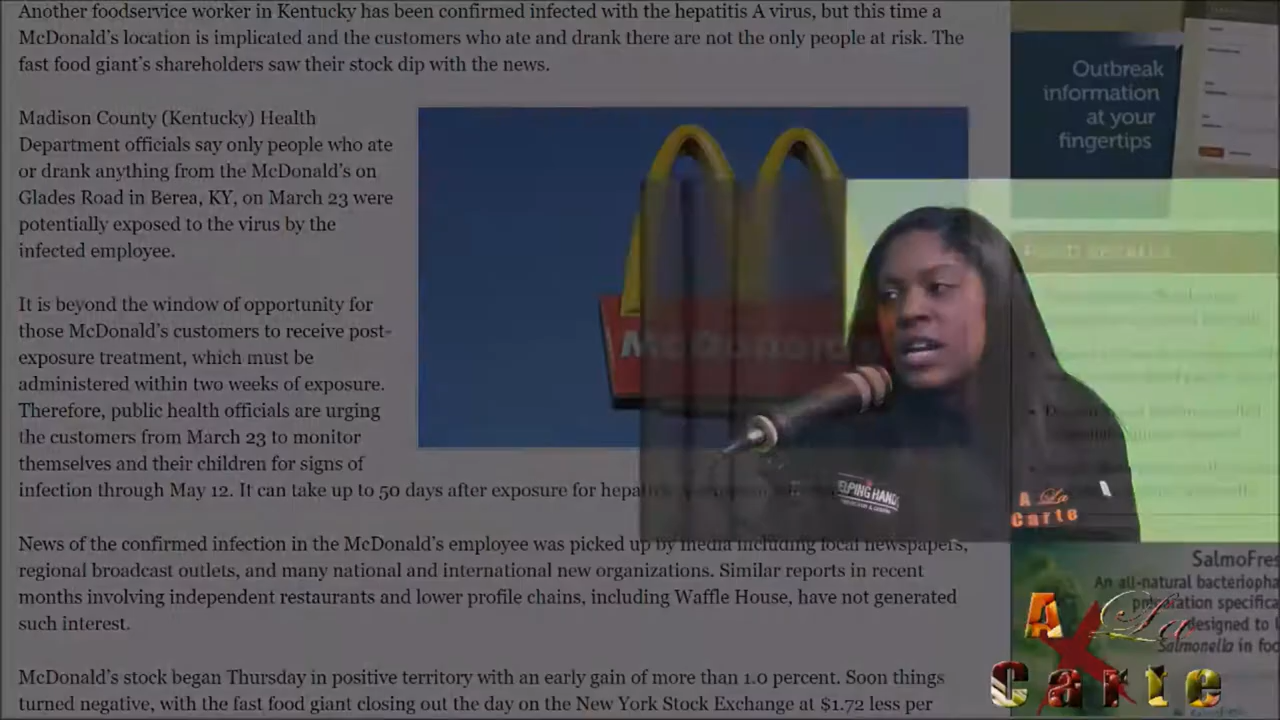 Another foodservice worker in Kentucky has been confirmed infected with the hepatitis A virus, but this time a
McDonald's location is implicated and the customers who ate and drank there are not the only people at risk. The
fast food giant's shareholders saw their stock dip with the news.
Madison County (Kentucky) Health
Department officials say only people who ate
or drank anything from the McDonald's on
Glades Road in Berea, KY, on March 23 were
potentially exposed to the virus by the
infected employee.
It is beyond the window of opportunity for
those McDonald's customers to receive post-
exposure treatment, which must be
administered within two weeks of exposure.
Therefore, public health officials are urging
the customers from March 23 to monitor
themselves and their children for signs of
infection through May 12. It can take up to 50 days after exposure for
News of the confirmed infection in the McDonald's employee was picked up by media including local newspapers,
regional broadcast outlets, and many national and international new organizations. Similar reports in recent
months involving independent restaurants and lower profile chains, including Waffle House, have not generated
such interest.
McDonald's stock began Thursday in positive territory with an early gain of more than 1.0 percent. Soon things
turned negative, with the fast food giant closing out the day on the New York Stock Exchange at $1.72 less per
McDonald's
Outbreak
information
at your
fingertips
ELPING HAND
A La
Carte
SalmoFres
An all-natural bacteriopha
preparation specifica
designed to
Salmonella in foo
A La
Carte